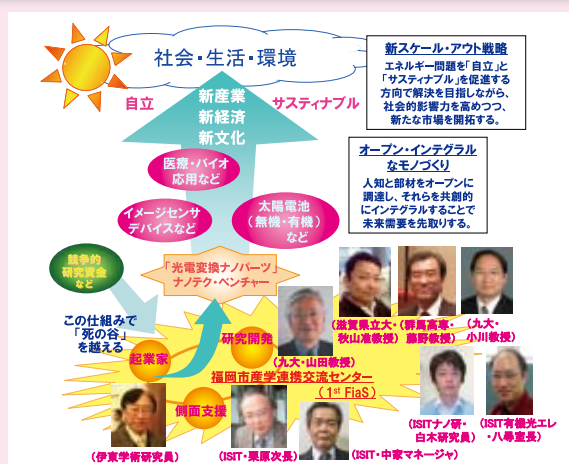 社会・生活・環境
自立
新産業
新経済
新文化
サスティナブル
新スケール・アウト戦略
エネルギー問題を「自立」と
「サスティナブル」を促進する
方向で解決を目指しながら、
社会的影響力を高めつつ、
新たな市場を開拓する。
オープン・インテグラル
なモノづくり
人知と部材をオープンに
調達し、それらを共創的
にインテグラルすることで
未来需要を先取りする。
医療・バイオ
応用など
イメージセンサ
デバイスなど
太陽電池
(無機・有機)
など
競争的
研究資金
など
「光電変換ナノパーツ」
ナノテク・ベンチャー
この仕組みで
「死の谷」
を越える
起業家
研究開発
側面支援
(九大・山田教授)
(滋賀県立大・
秋山准教授)
(群馬高専・
藤野教授)
(九大・
小川教授)
福岡市産学連携交流センター
(1st FiaS)
(伊東学術研究員)
(ISIT・栗原次長)
(ISIT・中家マネージャ)
(ISITナノ研・
白木研究員)
(ISIT有機光エレ
・八尋室長)